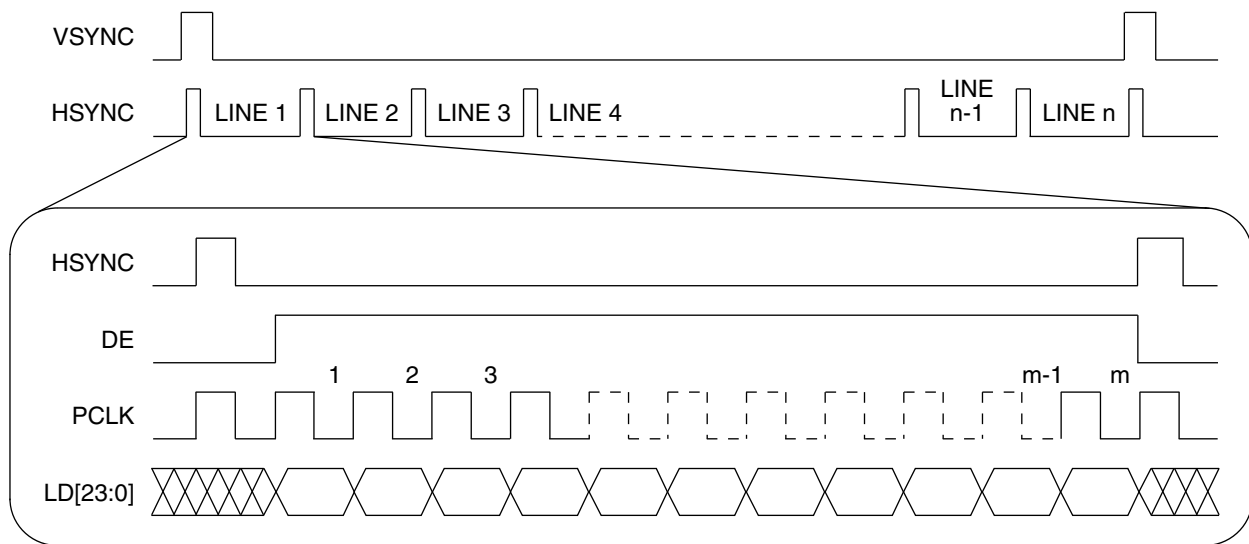 VSYNC
HSYNC
LINE 1 LINE 2 LINE 3 LINE 4 LINE
n-1 LINE n
HSYNC
DE
1 2 3 m-1 m
PCLK
LD[23:0]